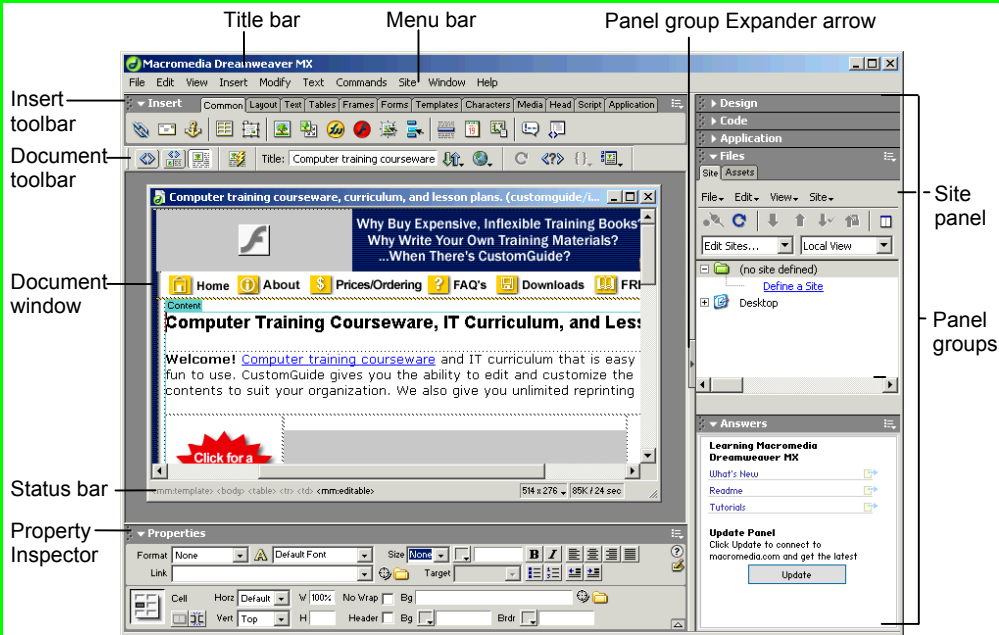 Title bar
Menu bar
Panel group Expander arrow
Macromedia Dreamweaver MX
File Edit View Insert Modify Text Commands Site Window Help
Insert toolbar
Insert Common Layout Text Tables Frames Forms Templates Characters Media Head Script Application
Document toolbar
Title: Computer training courseware
Design
Code
Application
Files
Site Assets
File Edit View Site
Edit Sites... Local View
(no site defined)
Define a Site
Desktop
Site panel
Panel groups
Document window
Computer training courseware, curriculum, and lesson plans. (customguide/i...
Why Buy Expensive, Inflexible Training Books
Why Write Your Own Training Materials?
...When There's CustomGuide?
Home About Prices/Ordering FAQ's Downloads FRE
Content
Computer Training Courseware, IT Curriculum, and Less
Welcome! Computer training courseware and IT curriculum that is easy
fun to use. CustomGuide gives you the ability to edit and customize the
contents to suit your organization. We also give you unlimited reprinting
Click for a
Status bar
<mm:template> <body> <table> <tr> <td> <mm:editable>
514 x 276 85K / 24 sec
Answers
Learning Macromedia
Dreamweaver MX
What's New
Readme
Tutorials
Update Panel
Click Update to connect to
macromedia.com and get the latest
Update
Property Inspector
Properties
Format None Default Font Size None B I
Link Target
Cell Horz Default W 100% No Wrap Bg
Vert Top H Header Bg Brdr